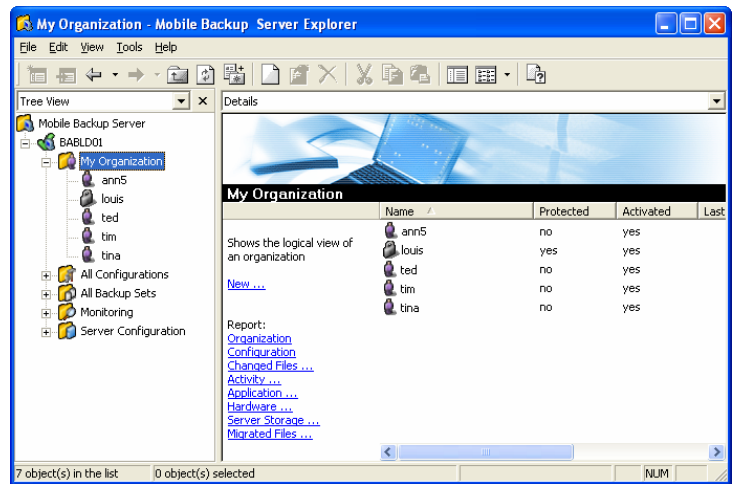 My Organization - Mobile Backup Server Explorer
File Edit View Tools Help
Tree View
Details
Mobile Backup Server
BABLD01
My Organization
ann5
louis
ted
tim
tina
All Configurations
All Backup Sets
Monitoring
Server Configuration
My Organization
Shows the logical view of
an organization
New ...
Report:
Organization
Configuration
Changed Files ...
Activity ...
Application ...
Hardware ...
Server Storage ...
Migrated Files ...
Name Protected Activated Last
ann5 no yes
louis yes yes
ted no yes
tim no yes
tina no yes
7 object(s) in the list 0 object(s) selected NUM